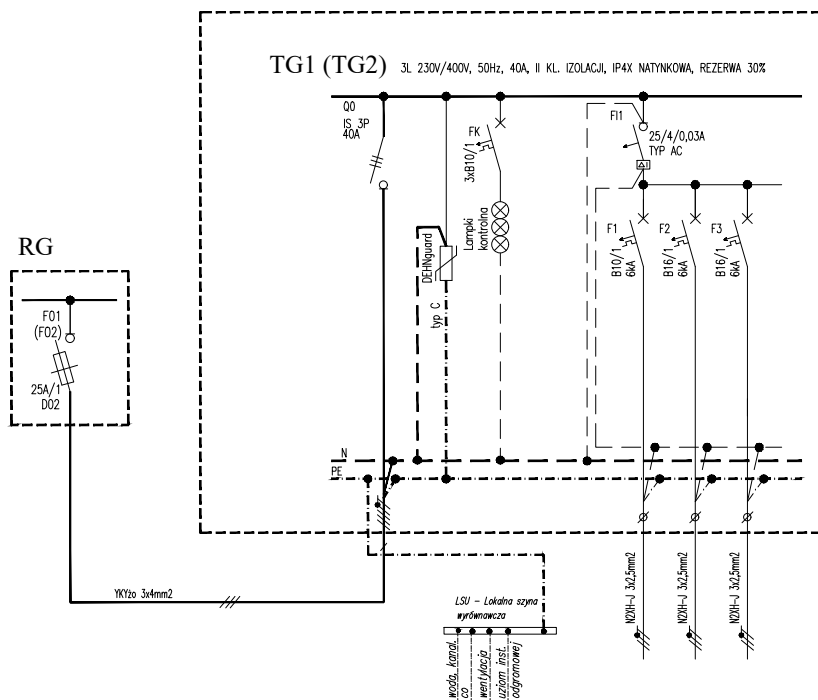 TG1 (TG2)
3L 230V/400V, 50Hz, 40A, II KL. IZOLACJI, IP4X NATYNKOWA, REZERWA 30%
Q0
IS 3P
40A
FK
3xB10/1
Lampki
kontrolna
DEHNguard
typ C
FI1
25/4/0,03A
TYP AC
ΔI
F1
B10/1
6kA
F2
B16/1
6kA
F3
B16/1
6kA
RG
F01
(F02)
25A/1
D02
N
PE
YKYżo 3x4mm2
LSU – Lokalna szyna
wyrównawcza
woda, kanal.
co
wentylacja
uziom inst.
odgromowej
N2XH-J 3x2,5mm2
N2XH-J 3x2,5mm2
N2XH-J 3x2,5mm2